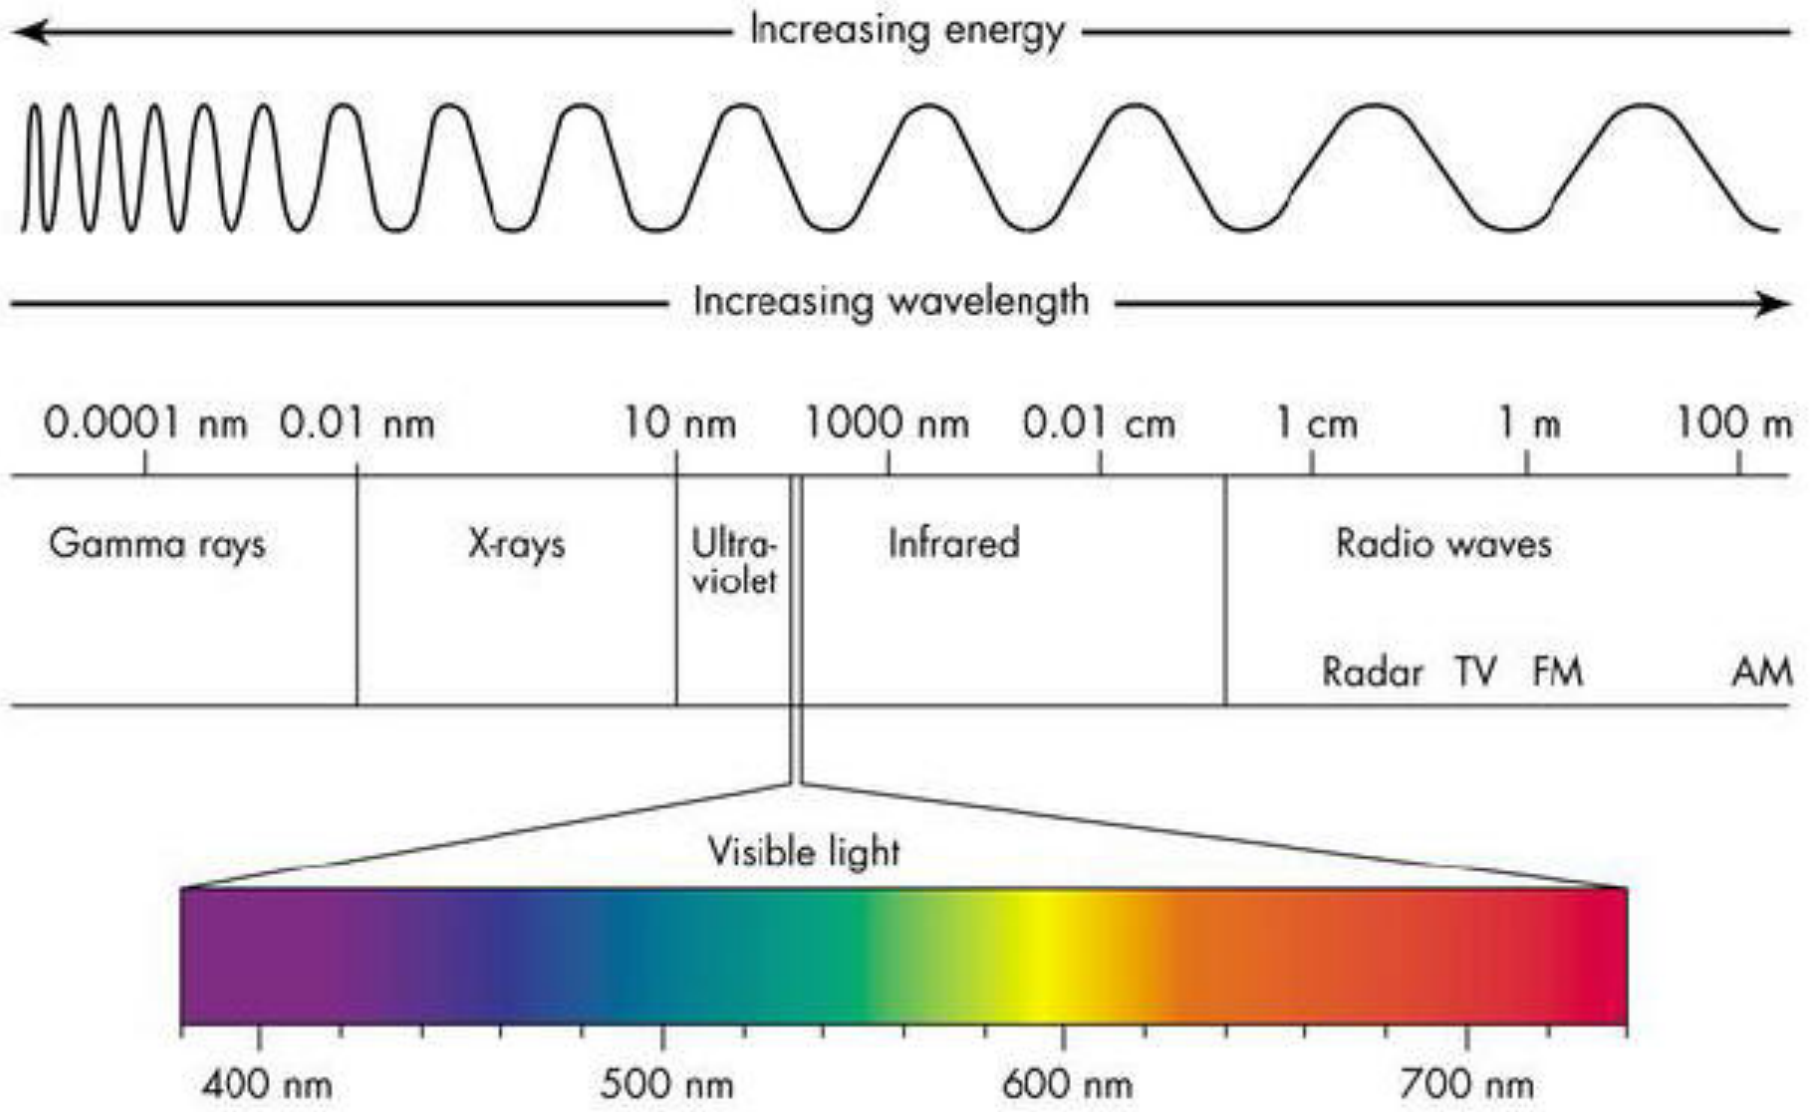 Increasing energy
Increasing wavelength
0.0001 nm 0.01 nm 10 nm 1000 nm 0.01 cm 1 cm 1 m 100 m
Gamma rays X-rays Ultra- Infrared Radio waves
violet
Radar TV FM AM
Visible light
400 nm 500 nm 600 nm 700 nm